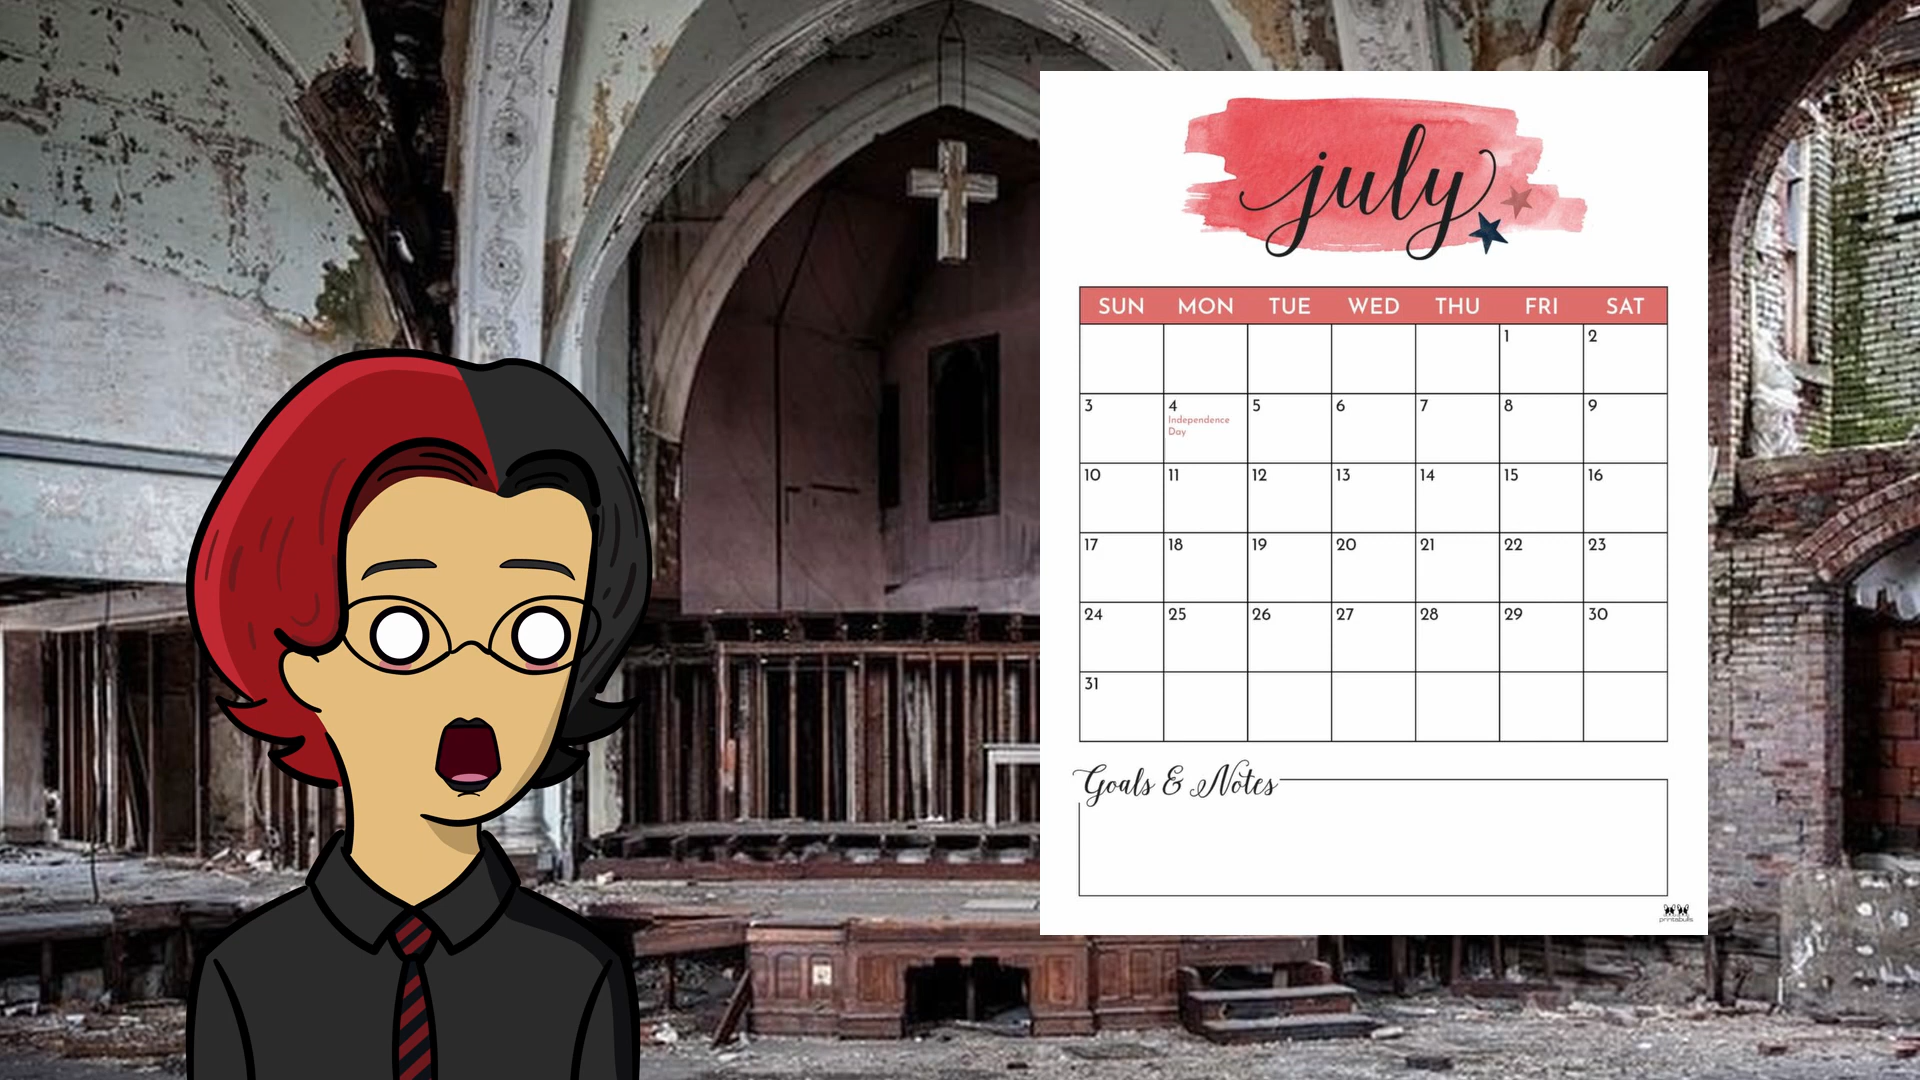 july
SUN MON TUE WED THU FRI SAT
1 2
3 4 5 6 7 8 9
Independence
Day
10 11 12 13 14 15 16
17 18 19 20 21 22 23
24 25 26 27 28 29 30
31
Goals & Notes
printabulls